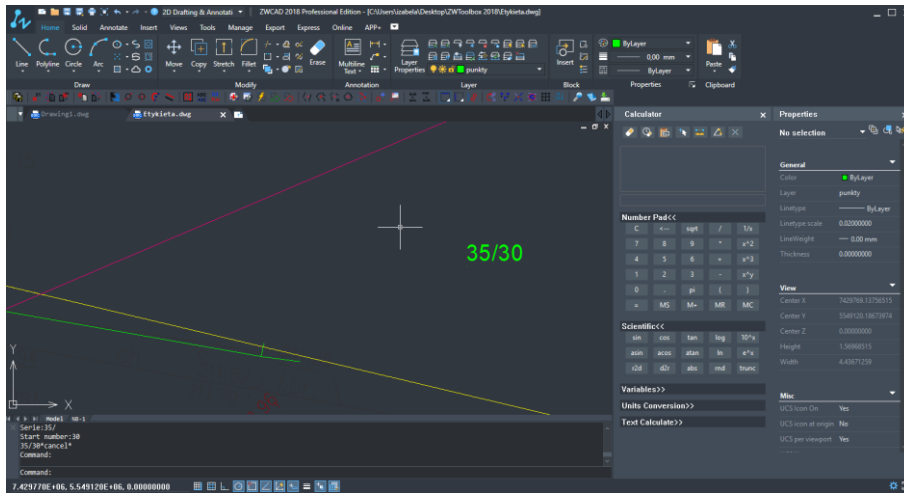 2D Drafting & Annotati
ZWCAD 2018 Professional Edition - [C:\Users\izabela\Desktop\ZWToolbox 2018\Etykieta.dwg]
Home Solid Annotate Insert Views Tools Manage Export Express Online APP+
Line Polyline Circle Arc
Move Copy Stretch Fillet Erase
Multiline Text
Layer Properties
punkty
Insert
ByLayer
0,00 mm
ByLayer
Paste
Draw Modify Annotation Layer Block Properties Clipboard
Drawing1.dwg Etykieta.dwg
35/30
Y
X
Model
Serie:35/
Start number:30
35/30*cancel*
Command:
Command:
7.429770E+06, 5.549120E+06, 0.00000000
Calculator
Number Pad<<
C <-- sqrt / 1/x
7 8 9 * x^2
4 5 6 + x^3
1 2 3 - x^y
0 . pi ( )
= MS M+ MR MC
Scientific<<
sin cos tan log 10^x
asin acos atan ln e^x
r2d d2r abs rnd trunc
Variables>>
Units Conversion>>
Text Calculate>>
Properties
No selection
General
Color ByLayer
Layer punkty
Linetype ByLayer
Linetype scale 0.02000000
LineWeight 0.00 mm
Thickness 0.00000000
View
Center X 7429769.13756515
Center Y 5549120.18673974
Center Z 0.00000000
Height 1.56969515
Width 4.43671259
Misc
UCS icon On Yes
UCS icon at origin No
UCS per viewport Yes